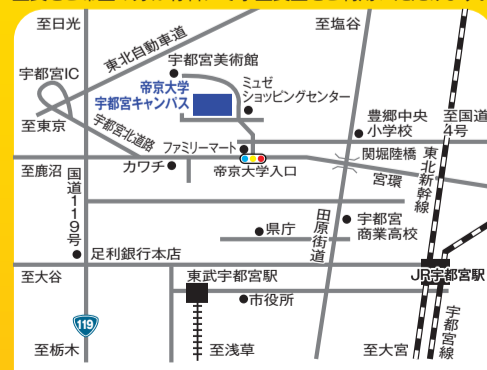 至日光
東北自動車道
至塩谷
宇都宮美術館
宇都宮IC
帝京大学
宇都宮キャンパス
ミュゼ
ショッピングセンター
豊郷中央
小学校
至国道
4号
至東京
宇都宮北道路
ファミリーマート
関堀陸橋
カワチ
帝京大学入口
至鹿沼
宮環
東北新幹線
国道119号
田原街道
県庁
宇都宮
商業高校
足利銀行本店
至大谷
東武宇都宮駅
JR宇都宮駅
市役所
119
宇都宮線
至栃木
至浅草
至大宮